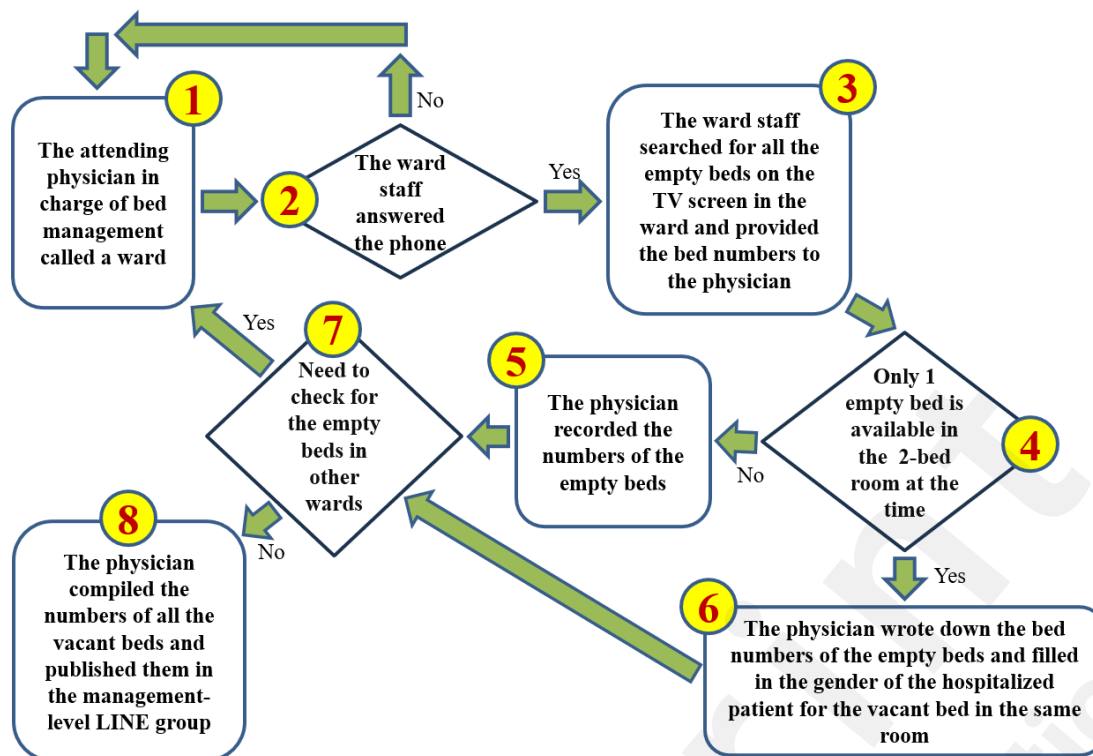 1
The attending
physician in
charge of bed
management
called a ward
No
2
The ward
staff
answered
the phone
Yes
3
The ward staff
searched for all the
empty beds on the
TV screen in the
ward and provided
the bed numbers to
the physician
4
Only 1
empty bed is
available in
the 2-bed
room at the
time
No
Yes
5
The physician
recorded the
numbers of the
empty beds
6
The physician wrote down the bed
numbers of the empty beds and filled
in the gender of the hospitalized
patient for the vacant bed in the same
room
7
Need to
check for
the empty
beds in
other
wards
Yes
No
8
The physician
compiled the
numbers of all the
vacant beds and
published them in
the management-
level LINE group